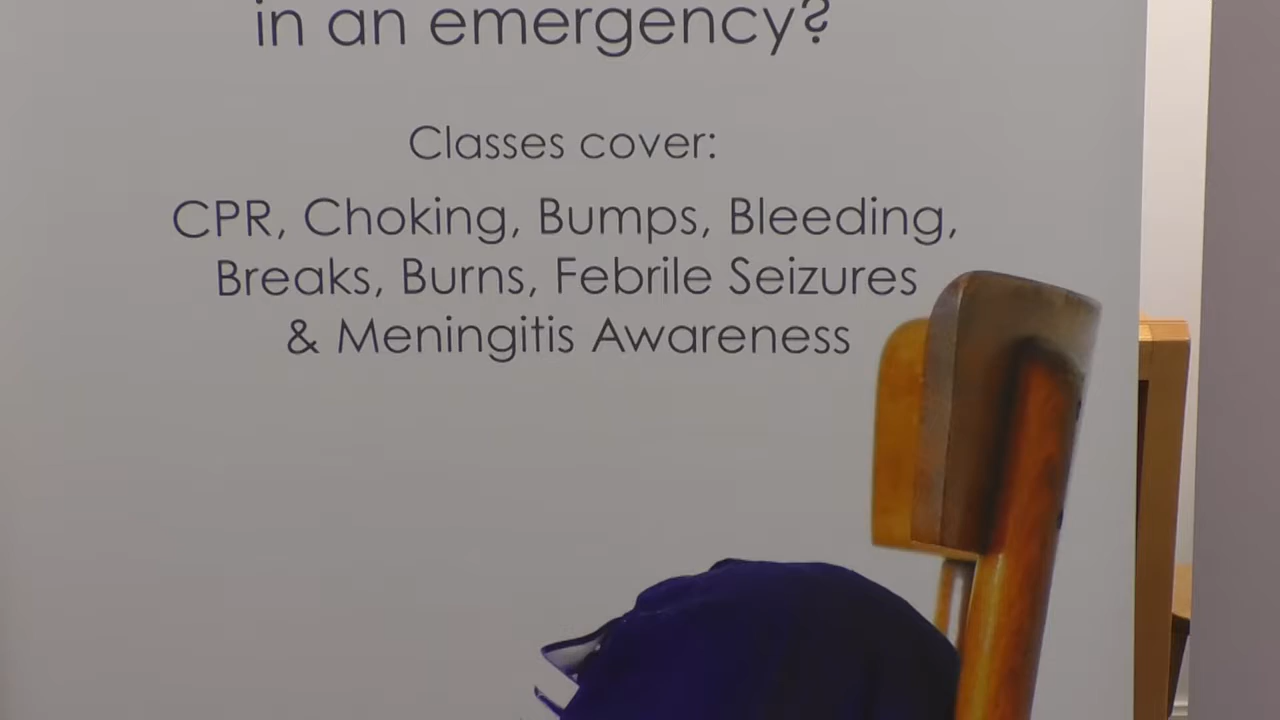 in an emergency?
Classes cover:
CPR, Choking, Bumps, Bleeding,
Breaks, Burns, Febrile Seizures
& Meningitis Awareness